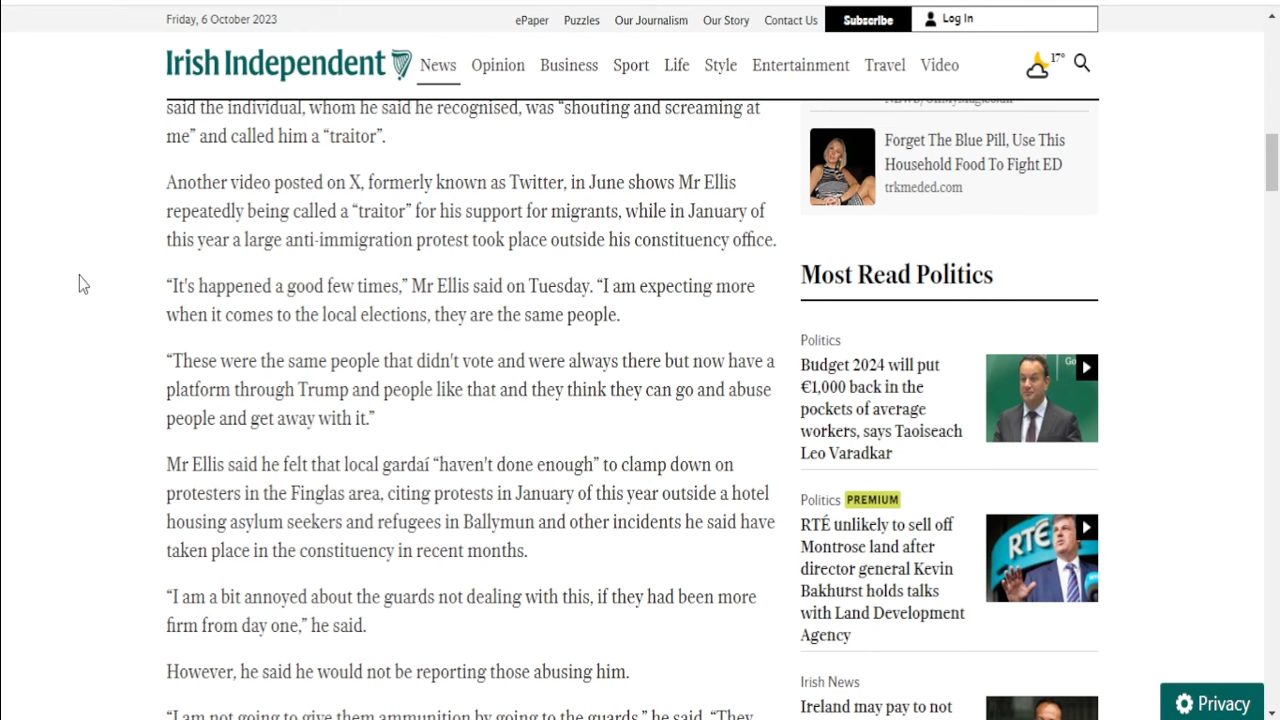 Friday, 6 October 2023
ePaper Puzzles Our Journalism Our Story Contact Us Subscribe Log In
Irish Independent News Opinion Business Sport Life Style Entertainment Travel Video 17°
said the individual, whom he said he recognised, was “shouting and screaming at
me” and called him a “traitor”.
Another video posted on X, formerly known as Twitter, in June shows Mr Ellis
repeatedly being called a “traitor” for his support for migrants, while in January of
this year a large anti-immigration protest took place outside his constituency office.
“It's happened a good few times,” Mr Ellis said on Tuesday. “I am expecting more
when it comes to the local elections, they are the same people.
“These were the same people that didn't vote and were always there but now have a
platform through Trump and people like that and they think they can go and abuse
people and get away with it.”
Mr Ellis said he felt that local gardaí “haven't done enough” to clamp down on
protesters in the Finglas area, citing protests in January of this year outside a hotel
housing asylum seekers and refugees in Ballymun and other incidents he said have
taken place in the constituency in recent months.
“I am a bit annoyed about the guards not dealing with this, if they had been more
firm from day one,” he said.
However, he said he would not be reporting those abusing him.
“I am not going to give them ammunition by going to the guards,” he said. “They
Forget The Blue Pill, Use This
Household Food To Fight ED
trkmeded.com
Most Read Politics
Politics
Budget 2024 will put
€1,000 back in the
pockets of average
workers, says Taoiseach
Leo Varadkar
Go
Politics PREMIUM
RTÉ unlikely to sell off
Montrose land after
director general Kevin
Bakhurst holds talks
with Land Development
Agency
RTÉ
Irish News
Ireland may pay to not
Privacy